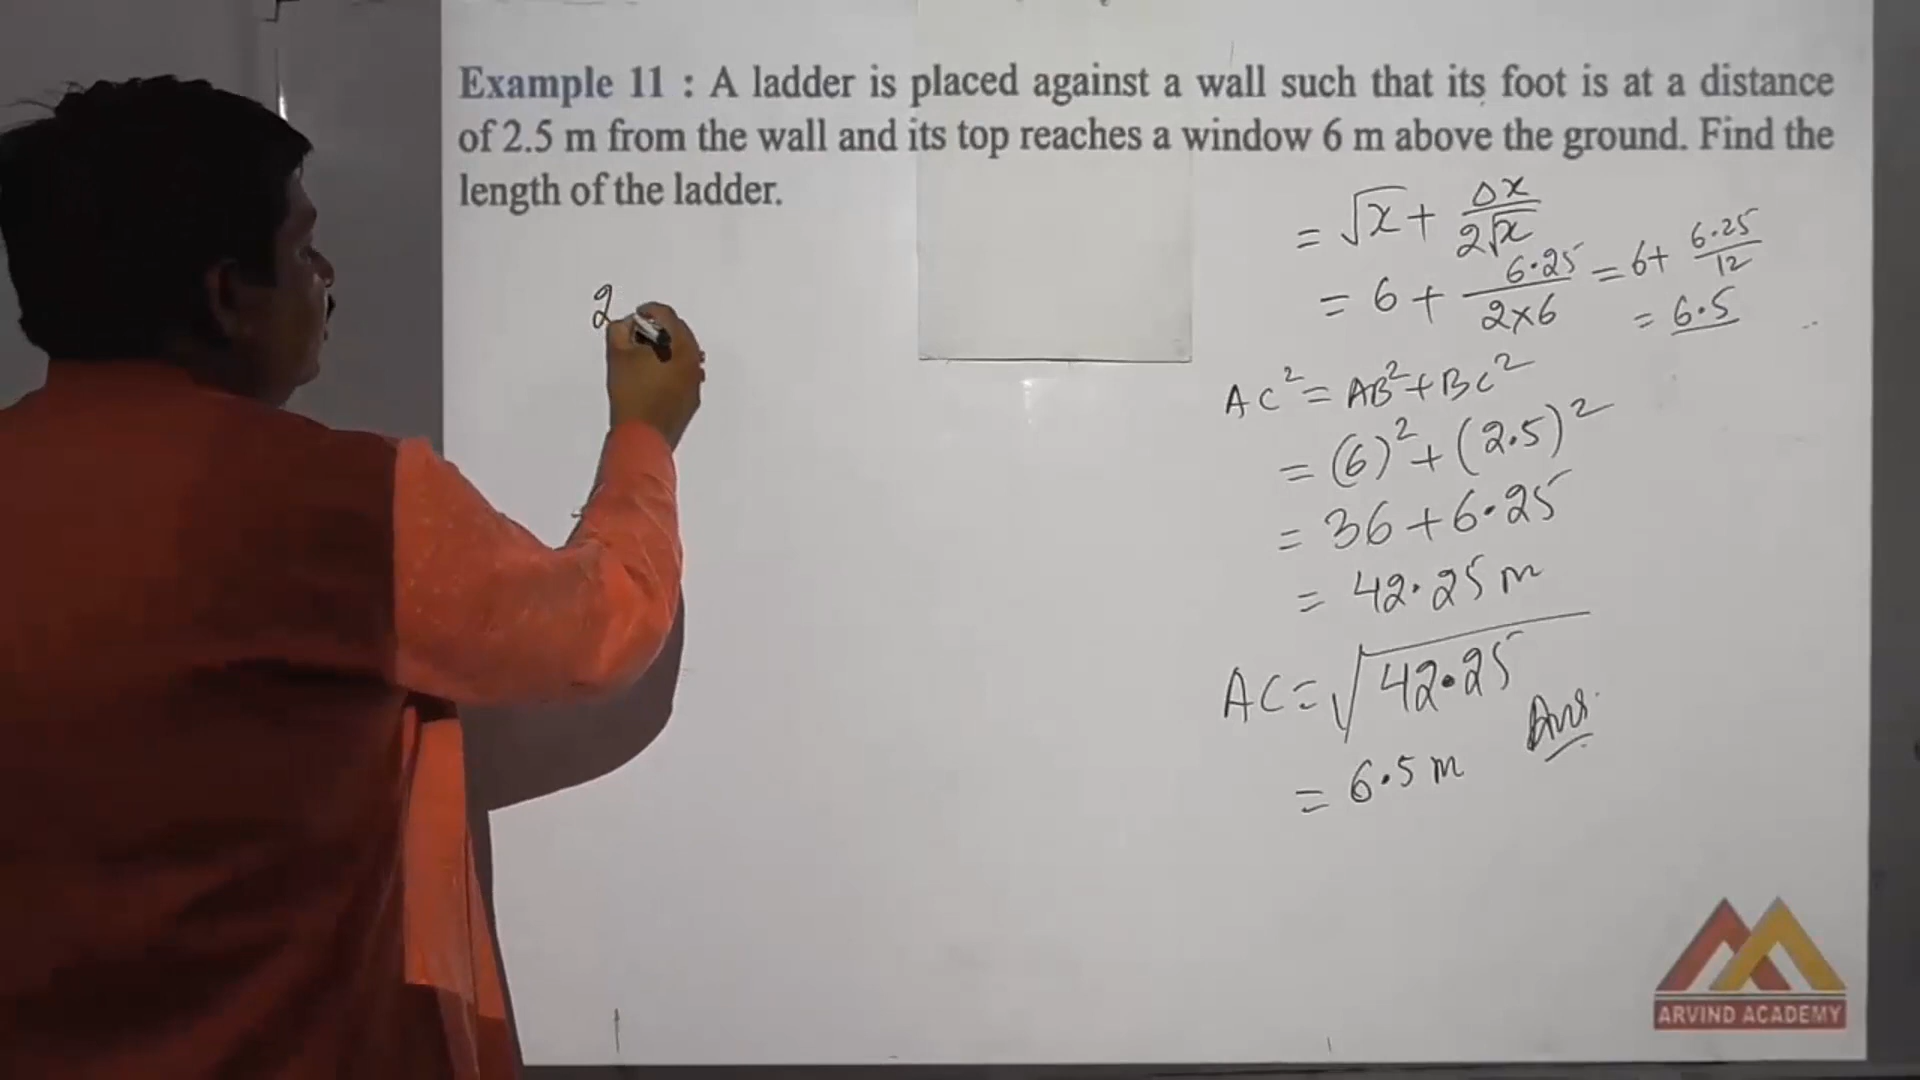 Example 11 : A ladder is placed against a wall such that its foot is at a distance
of 2.5 m from the wall and its top reaches a window 6 m above the ground. Find the
length of the ladder.
= √x + Δx/2√x
= 6 + 6.25/2×6 = 6+ 6.25/12
= 6.5
AC² = AB² + BC²
= (6)² + (2.5)²
= 36 + 6.25
= 42.25 m
AC = √42.25
= 6.5 m Ans.
2
ARVIND ACADEMY